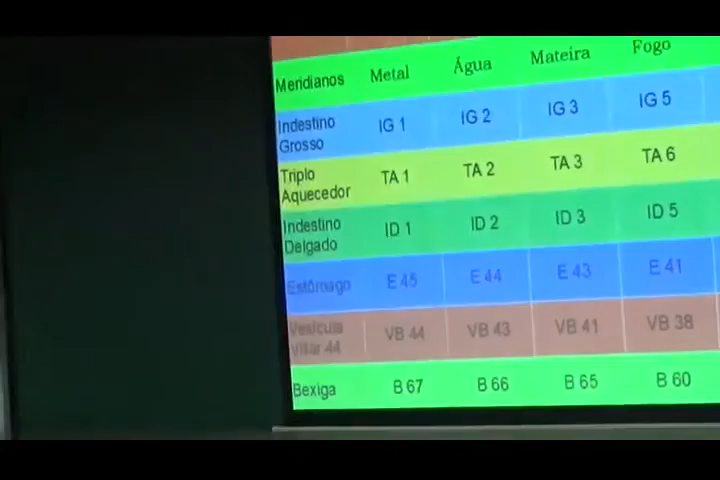 Meridianos Metal Água Mateira Fogo
Indestino
Grosso IG 1 IG 2 IG 3 IG 5
Triplo
Aquecedor TA 1 TA 2 TA 3 TA 6
Indestino
Delgado ID 1 ID 2 ID 3 ID 5
Estômago E 45 E 44 E 43 E 41
Vesícula
Viliar 44 VB 44 VB 43 VB 41 VB 38
Bexiga B 67 B 66 B 65 B 60